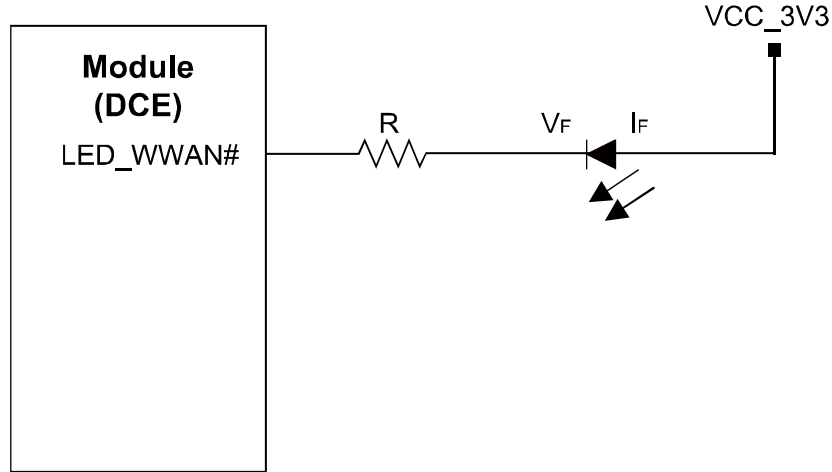 VCC_3V3
Module
(DCE)
R
VF
IF
LED_WWAN#